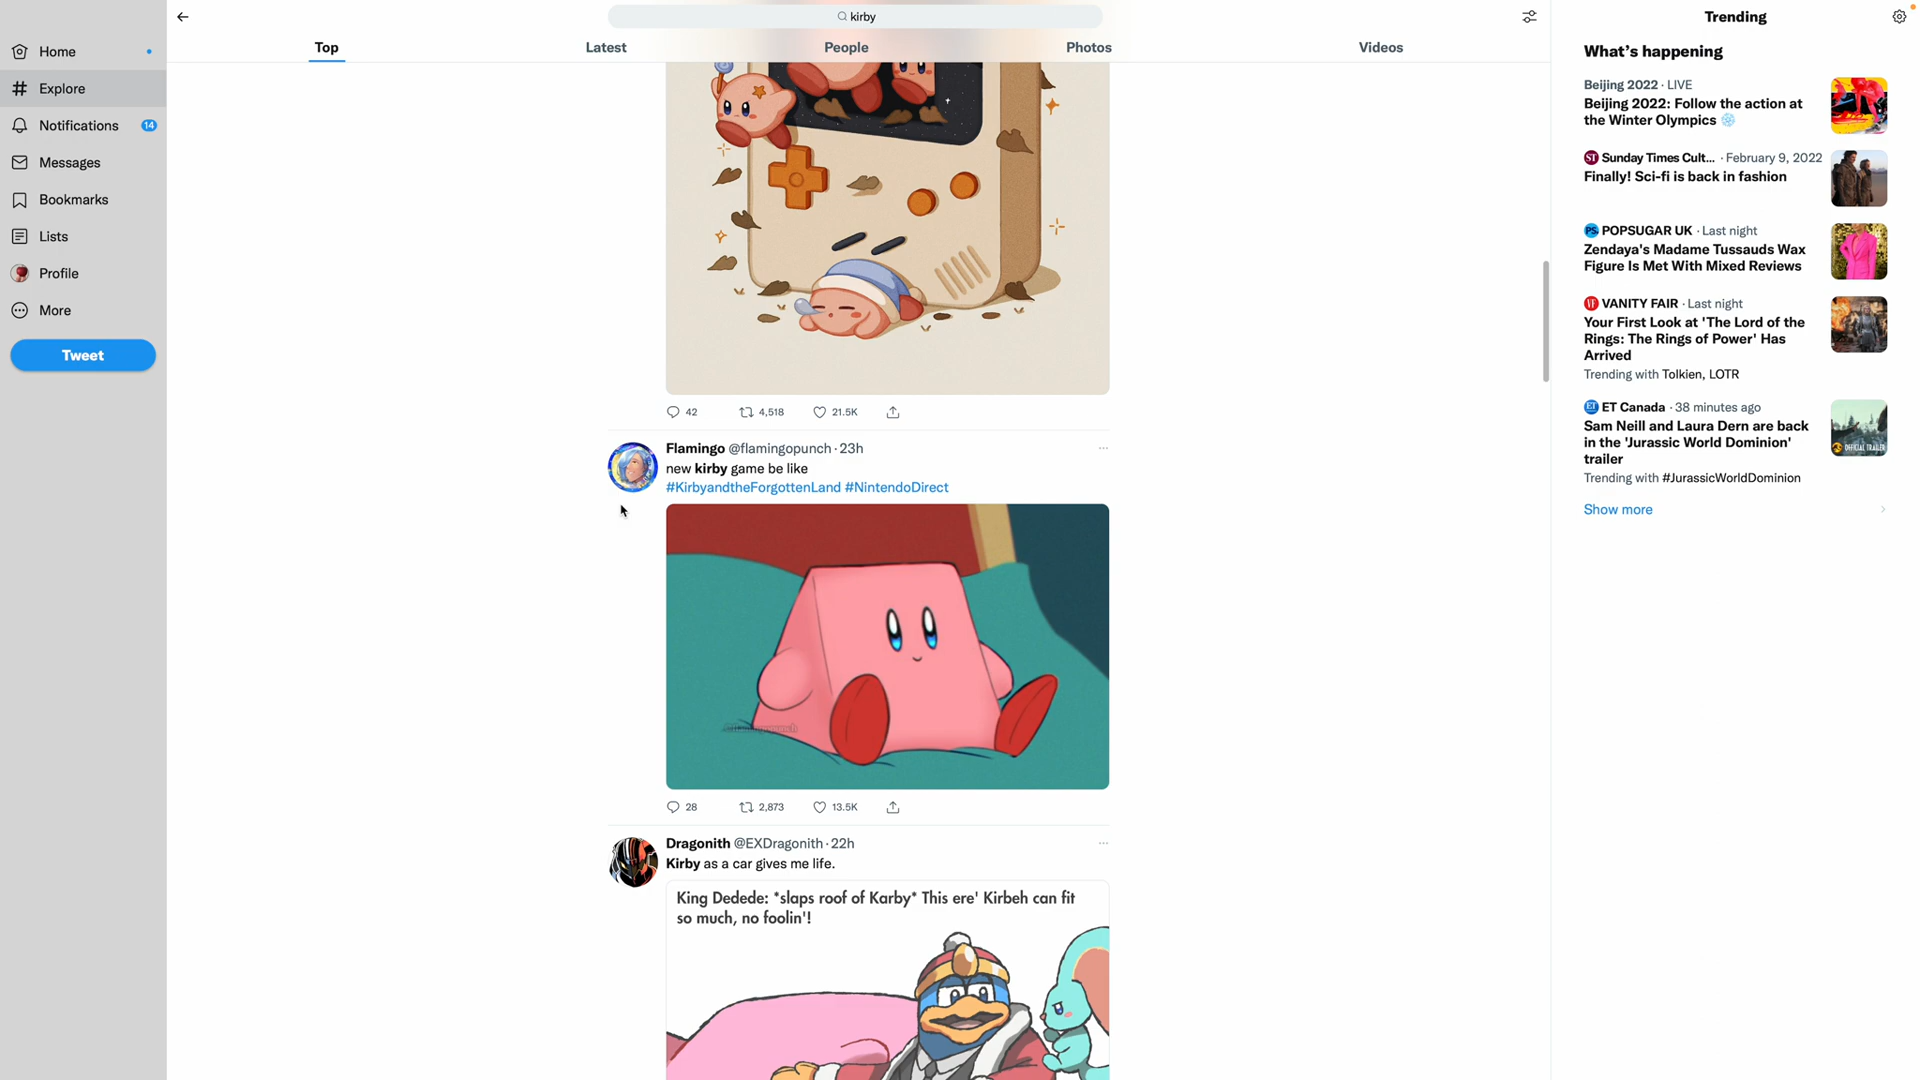 kirby
Trending
Top
Latest
People
Photos
Videos
Home
Explore
Notifications
14
Messages
Bookmarks
Lists
Profile
More
Tweet
42
4,518
21.5K
Flamingo @flamingopunch · 23h
new kirby game be like
#KirbyandtheForgottenLand #NintendoDirect
28
2,873
13.5K
Dragonith @EXDragonith · 22h
Kirby as a car gives me life.
King Dedede: *slaps roof of Karby* This ere' Kirbeh can fit
so much, no foolin'!
What's happening
Beijing 2022 · LIVE
Beijing 2022: Follow the action at
the Winter Olympics
ST Sunday Times Cult... · February 9, 2022
Finally! Sci-fi is back in fashion
PS POPSUGAR UK · Last night
Zendaya's Madame Tussauds Wax
Figure Is Met With Mixed Reviews
VF VANITY FAIR · Last night
Your First Look at 'The Lord of the
Rings: The Rings of Power' Has
Arrived
Trending with Tolkien, LOTR
ET ET Canada · 38 minutes ago
Sam Neill and Laura Dern are back
in the 'Jurassic World Dominion'
trailer
OFFICIAL TRAILER
Trending with #JurassicWorldDominion
Show more